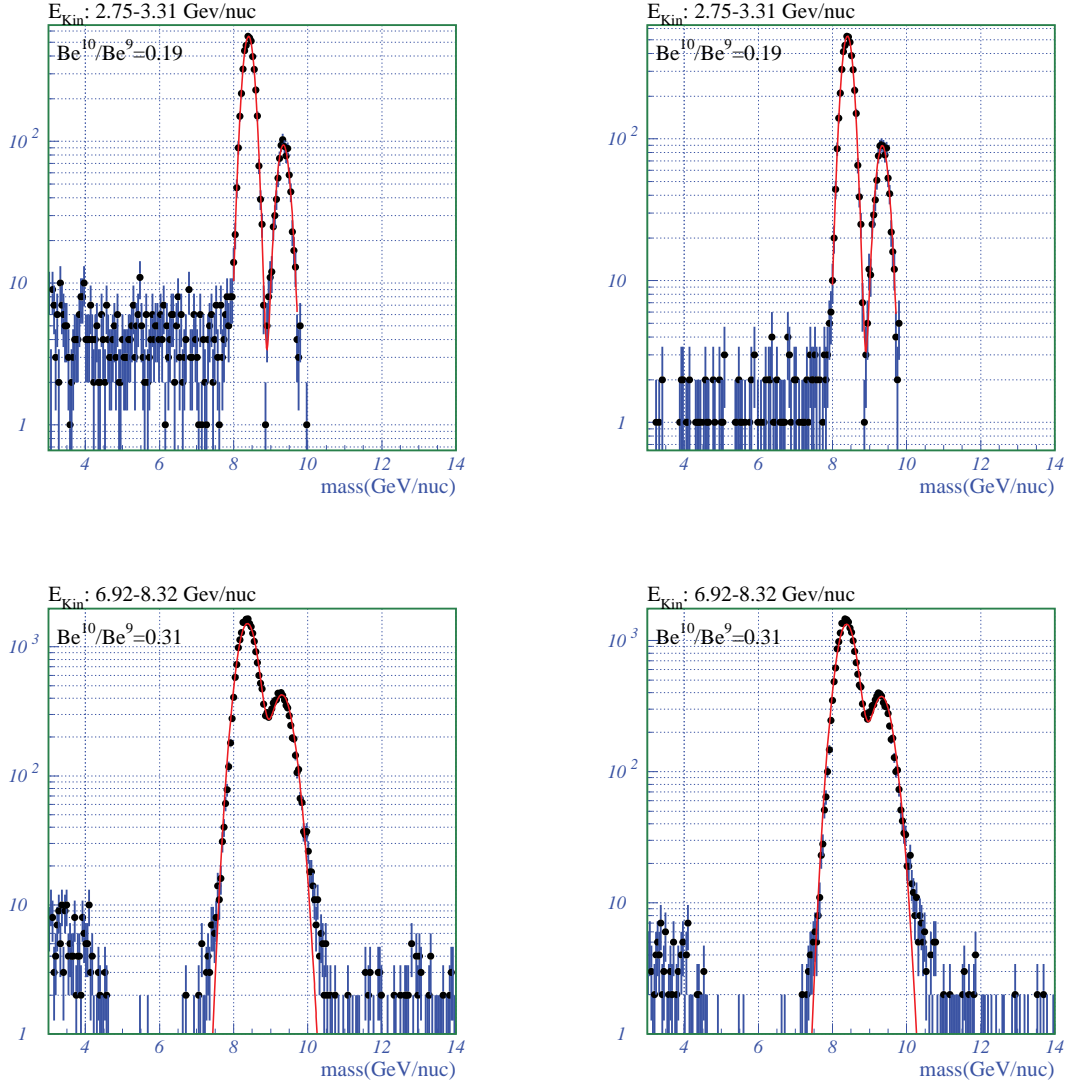 E_Kin: 2.75-3.31 Gev/nuc
Be^10/Be^9=0.19
10^2
10
1
4 6 8 10 12 14
mass(GeV/nuc)
E_Kin: 2.75-3.31 Gev/nuc
Be^10/Be^9=0.19
10^2
10
1
4 6 8 10 12 14
mass(GeV/nuc)
E_Kin: 6.92-8.32 Gev/nuc
Be^10/Be^9=0.31
10^3
10^2
10
1
4 6 8 10 12 14
mass(GeV/nuc)
E_Kin: 6.92-8.32 Gev/nuc
Be^10/Be^9=0.31
10^3
10^2
10
1
4 6 8 10 12 14
mass(GeV/nuc)